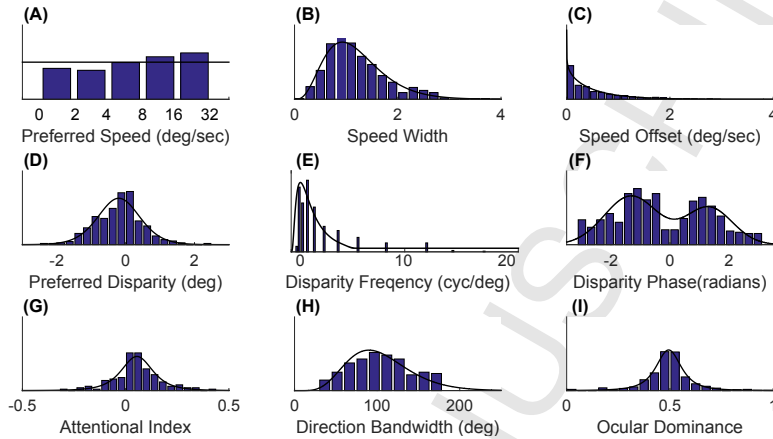 (A) (B) (C)
0 2 4 8 16 32 0 2 4 0 2 4
Preferred Speed (deg/sec) Speed Width Speed Offset (deg/sec)
(D) (E) (F)
-2 0 2 0 10 20 -2 0 2
Preferred Disparity (deg) Disparity Freqency (cyc/deg) Disparity Phase(radians)
(G) (H) (I)
-0.5 0 0.5 0 100 200 0 0.5 1
Attentional Index Direction Bandwidth (deg) Ocular Dominance